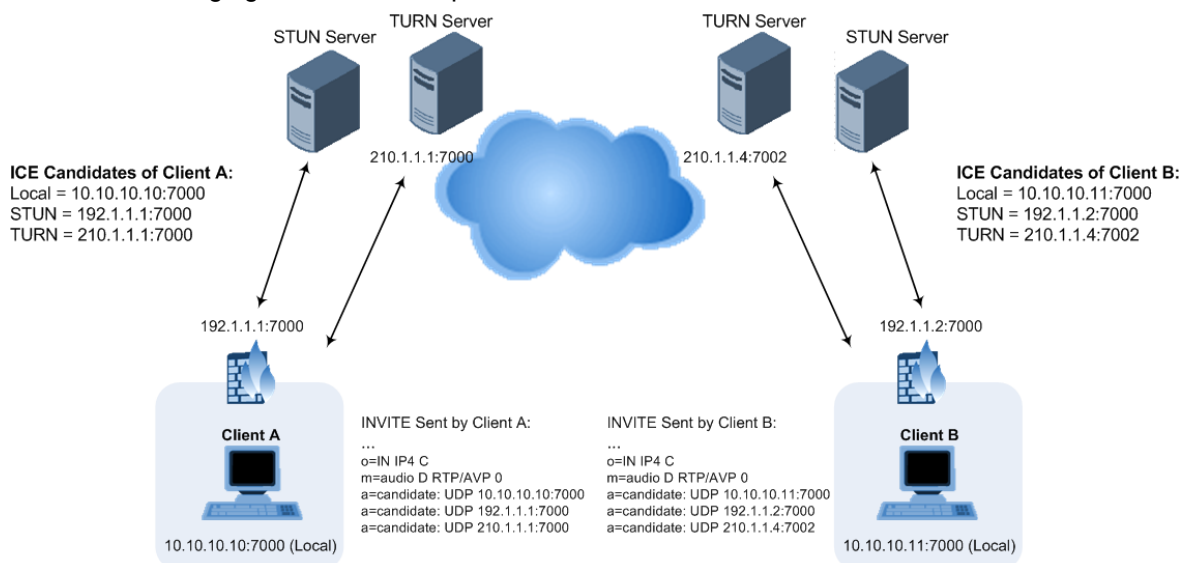 TURN Server
TURN Server
STUN Server
STUN Server
210.1.1.1:7000
210.1.1.4:7002
ICE Candidates of Client A:
Local = 10.10.10.10:7000
STUN = 192.1.1.1:7000
TURN = 210.1.1.1:7000
ICE Candidates of Client B:
Local = 10.10.10.11:7000
STUN = 192.1.1.2:7000
TURN = 210.1.1.4:7002
192.1.1.1:7000
192.1.1.2:7000
Client A
10.10.10.10:7000 (Local)
INVITE Sent by Client A:
...
o=IN IP4 C
m=audio D RTP/AVP 0
a=candidate: UDP 10.10.10.10:7000
a=candidate: UDP 192.1.1.1:7000
a=candidate: UDP 210.1.1.1:7000
INVITE Sent by Client B:
...
o=IN IP4 C
m=audio D RTP/AVP 0
a=candidate: UDP 10.10.10.11:7000
a=candidate: UDP 192.1.1.2:7000
a=candidate: UDP 210.1.1.4:7002
Client B
10.10.10.11:7000 (Local)